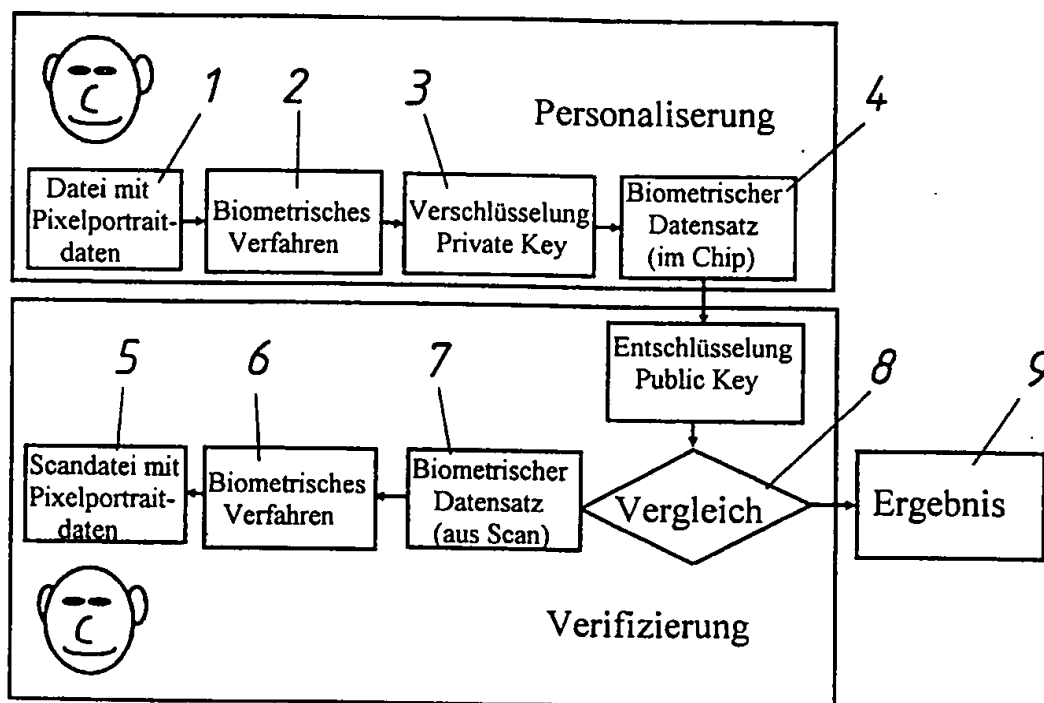 1
2
3
4
Personaliserung
Datei mit
Pixelportrait-
daten
Biometrisches
Verfahren
Verschlüsselung
Private Key
Biometrischer
Datensatz
(im Chip)
Entschlüsselung
Public Key
5
6
7
8
9
Scandatei mit
Pixelportrait-
daten
Biometrisches
Verfahren
Biometrischer
Datensatz
(aus Scan)
Vergleich
Ergebnis
Verifizierung